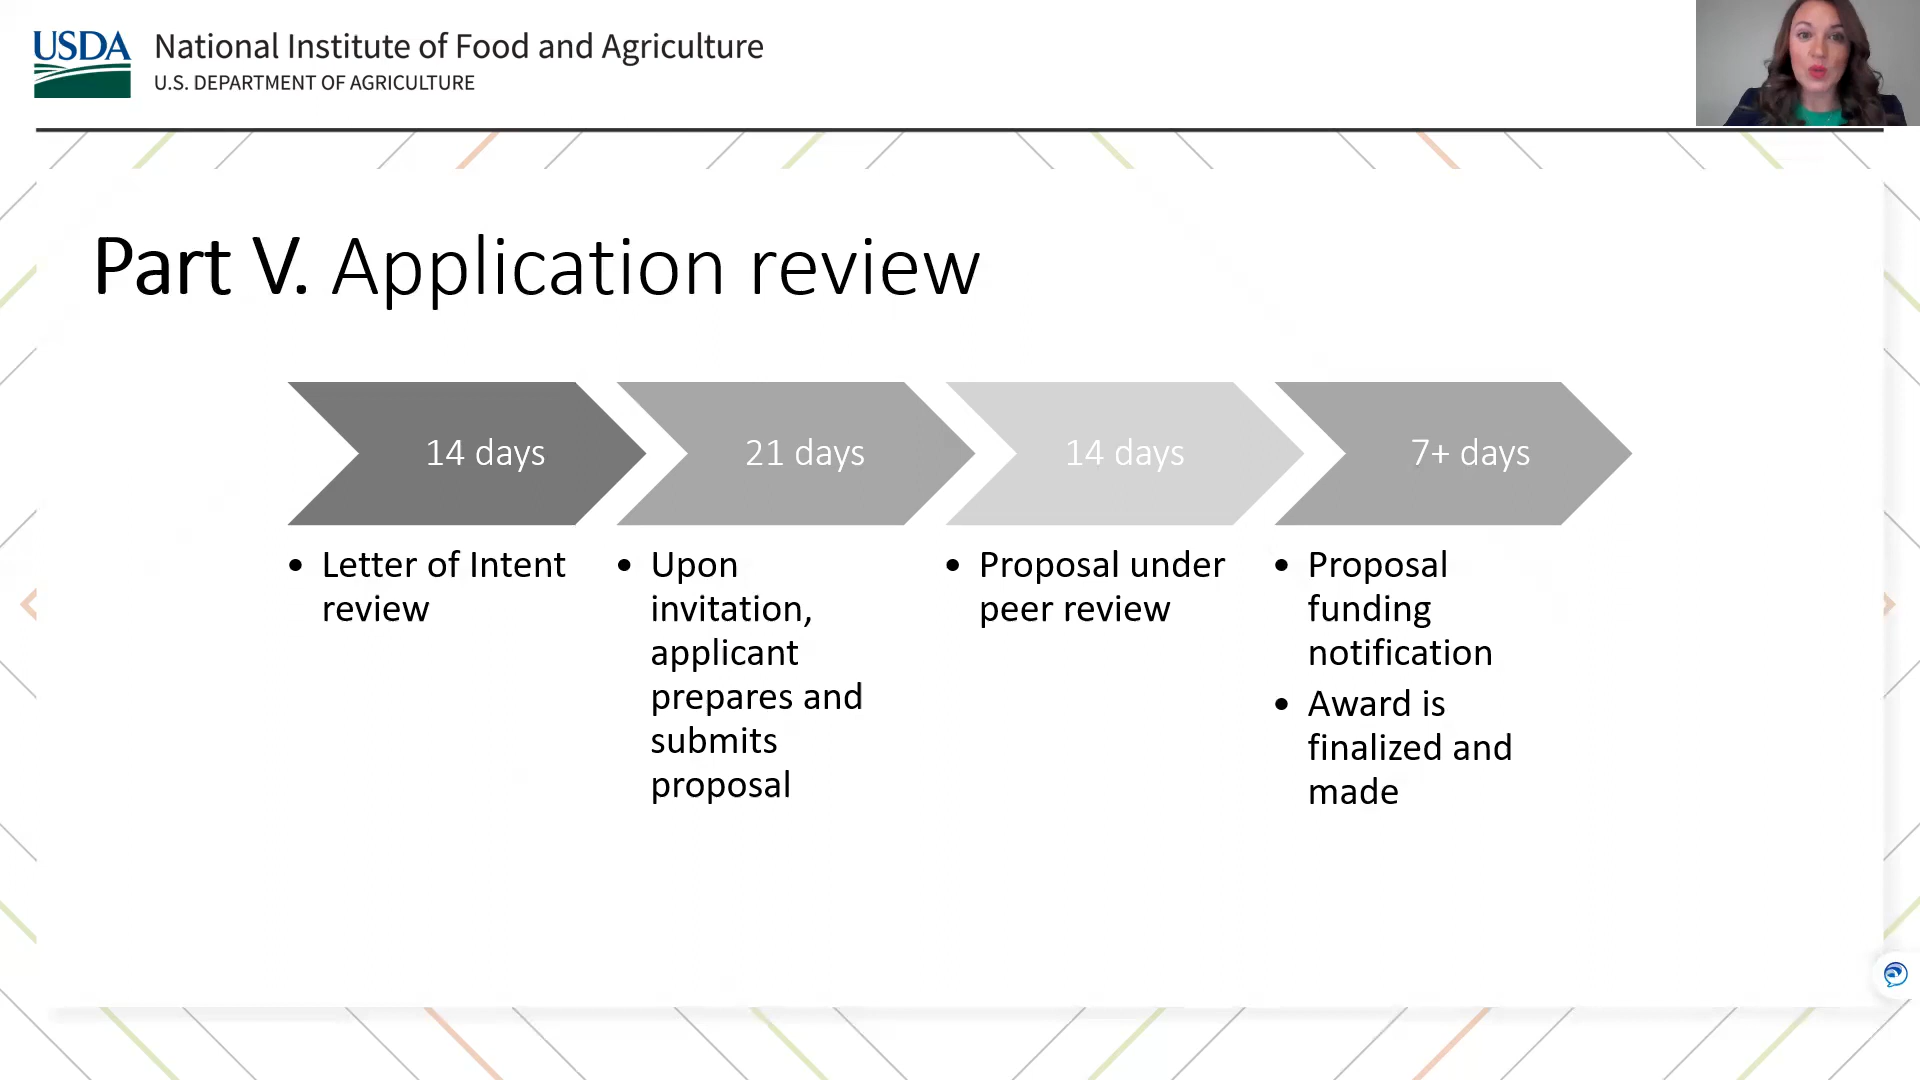 USDA
National Institute of Food and Agriculture
U.S. DEPARTMENT OF AGRICULTURE
Part V. Application review
14 days
• Letter of Intent
review
21 days
• Upon
invitation,
applicant
prepares and
submits
proposal
14 days
• Proposal under
peer review
7+ days
• Proposal
funding
notification
• Award is
finalized and
made